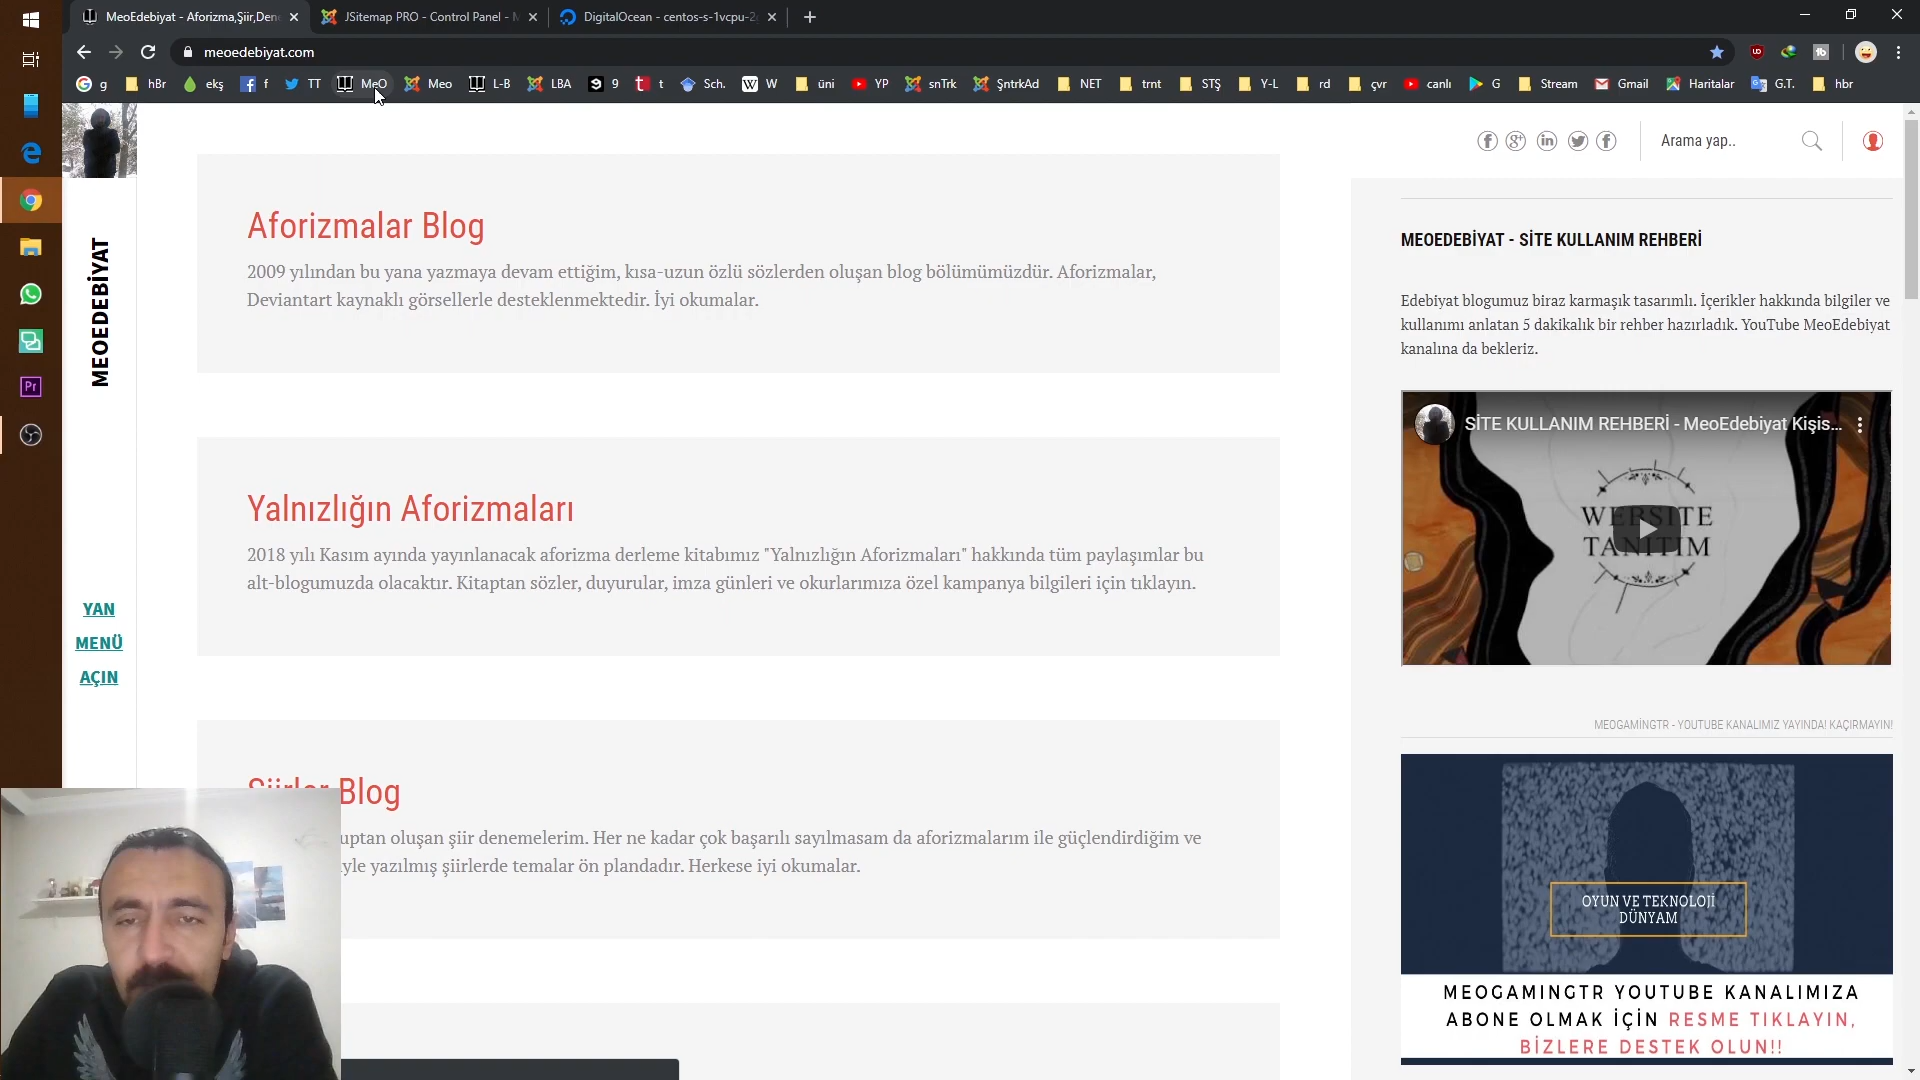 MeoEdebiyat - Aforizma,Şiir,Den
JSitemap PRO - Control Panel - M
DigitalOcean - centos-s-1vcpu-2
meoedebiyat.com
g
hBr
ekş
f
TT
MeO
Meo
L-B
LBA
9
t
Sch.
W
üni
YP
snTrk
ŞntrkAd
NET
trnt
STŞ
Y-L
rd
çvr
canlı
G
Stream
Gmail
Haritalar
G.T.
hbr
Arama yap..
MEOEDEBİYAT
YAN
MENÜ
AÇIN
Aforizmalar Blog
2009 yılından bu yana yazmaya devam ettiğim, kısa-uzun özlü sözlerden oluşan blog bölümümüzdür. Aforizmalar,
Deviantart kaynaklı görsellerle desteklenmektedir. İyi okumalar.
Yalnızlığın Aforizmaları
2018 yılı Kasım ayında yayınlanacak aforizma derleme kitabımız "Yalnızlığın Aforizmaları" hakkında tüm paylaşımlar bu
alt-blogumuzda olacaktır. Kitaptan sözler, duyurular, imza günleri ve okurlarımıza özel kampanya bilgileri için tıklayın.
Şiirler Blog
uptan oluşan şiir denemelerim. Her ne kadar çok başarılı sayılmasam da aforizmalarım ile güçlendirdiğim ve
yle yazılmış şiirlerde temalar ön plandadır. Herkese iyi okumalar.
MEOEDEBİYAT - SİTE KULLANIM REHBERİ
Edebiyat blogumuz biraz karmaşık tasarımlı. İçerikler hakkında bilgiler ve
kullanımı anlatan 5 dakikalık bir rehber hazırladık. YouTube MeoEdebiyat
kanalına da bekleriz.
SİTE KULLANIM REHBERİ - MeoEdebiyat Kişis...
WEBSITE
TANITIM
MEOGAMİNGTR - YOUTUBE KANALIMIZ YAYINDA! KAÇIRMAYIN!
OYUN VE TEKNOLOJİ
DÜNYAM
MEOGAMINGTR YOUTUBE KANALIMIZA
ABONE OLMAK İÇİN RESME TIKLAYIN,
BİZLERE DESTEK OLUN!!